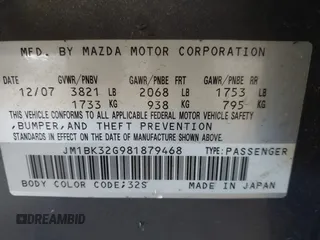 MFD. BY MAZDA MOTOR CORPORATION
GVWR/PNBV GAWR/PNBE FRT GAWR/PNBE RR
12/07 3821 LB 2068 LB 1753 LB
1733 KG 938 KG 795 KG
THIS VEHICLE CONFORMS TO ALL APPLICABLE FEDERAL MOTOR VEHICLE SAFETY
,BUMPER,AND THEFT PREVENTION
STANDARDS IN EFFECT ON THE DATE OF MANUFACTURE SHOWN ABOVE.
JM1BK32G981879468 TYPE:PASSENGER
BODY COLOR CODE:32S MADE IN JAPAN
DREAMBID